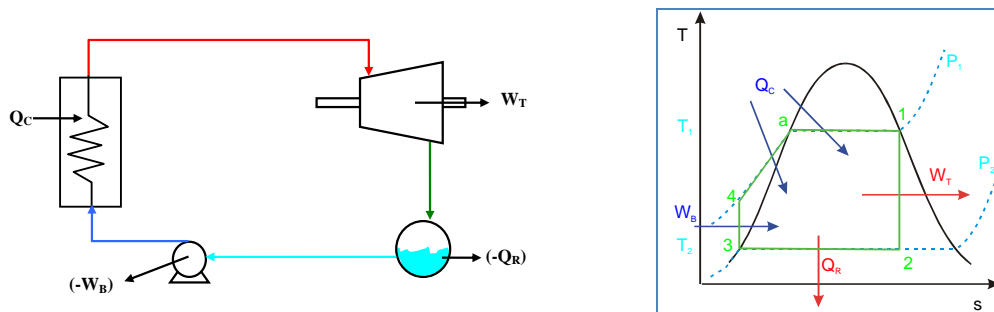 Q_C
W_T
(-Q_R)
(-W_B)
T
P_1
Q_C
1
a
T_1
P_2
W_T
4
W_B
T_2
3
2
Q_R
s